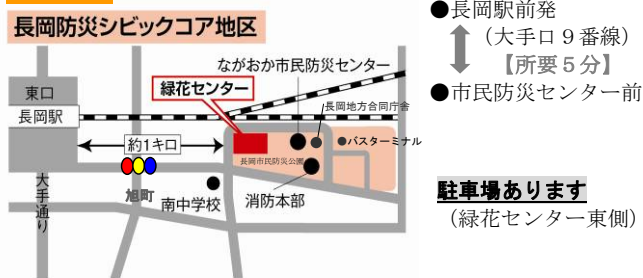 長岡防災シビックコア地区
ながおか市民防災センター
緑花センター
東口
長岡駅
長岡地方合同庁舎
約1キロ
バスターミナル
長岡市民防災公園
大手通り
旭町
南中学校
消防本部
●長岡駅前発
（大手口９番線）
【所要５分】
●市民防災センター前
駐車場あります
（緑花センター東側）